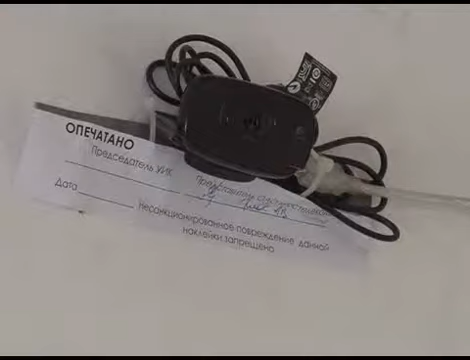 ОПЕЧАТАНО
Председатель УИК
Дата
Несанкционированное повреждение данной
наклейки запрещено